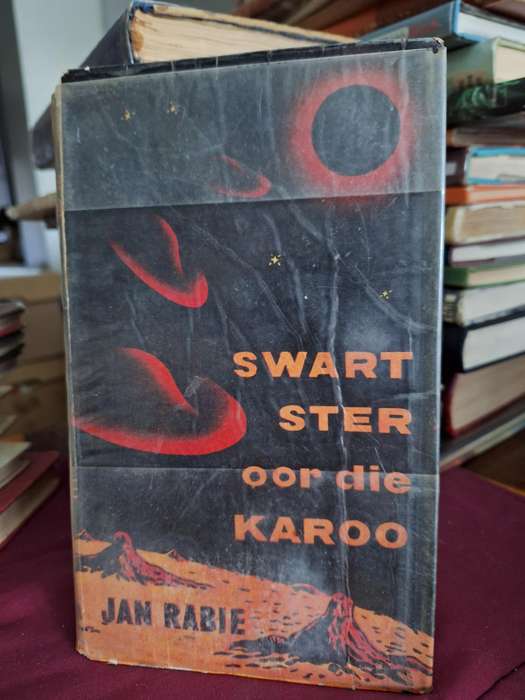 SWART
STER
oor die
KAROO
JAN RABIE